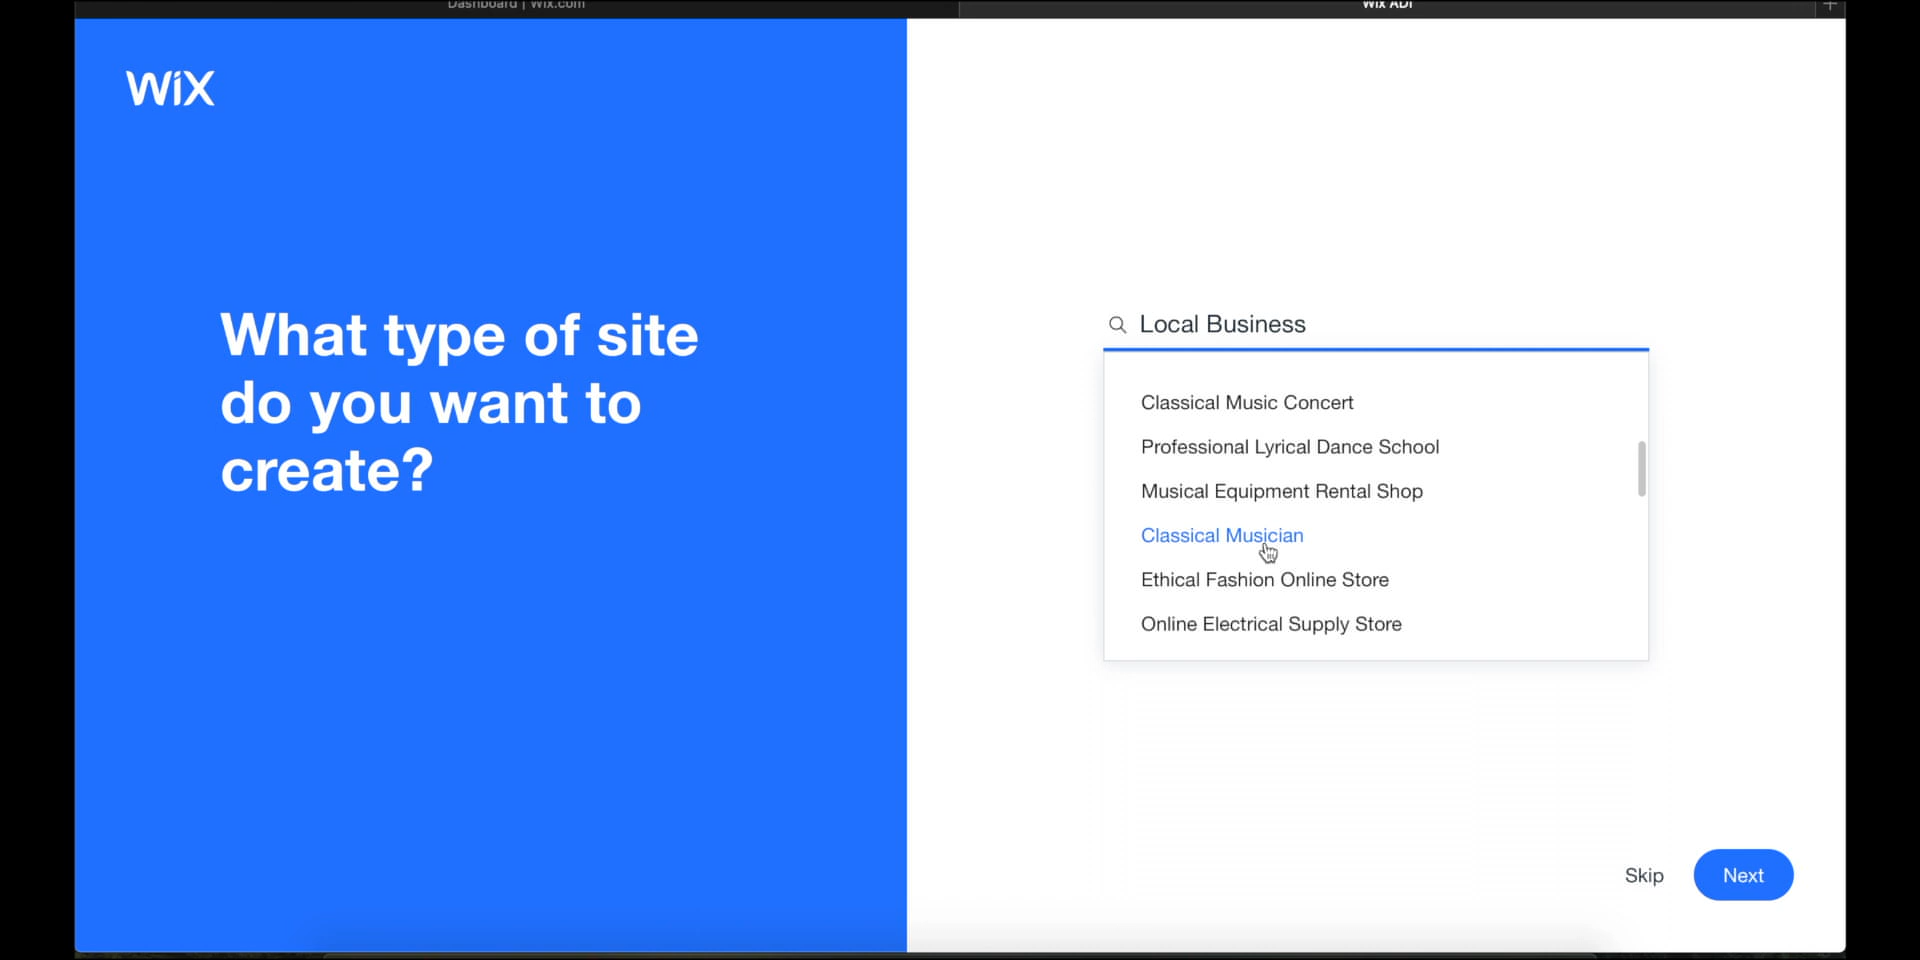 Dashboard | Wix.com
Wix ADI
WiX
What type of site
do you want to
create?
Local Business
Classical Music Concert
Professional Lyrical Dance School
Musical Equipment Rental Shop
Classical Musician
Ethical Fashion Online Store
Online Electrical Supply Store
Skip
Next